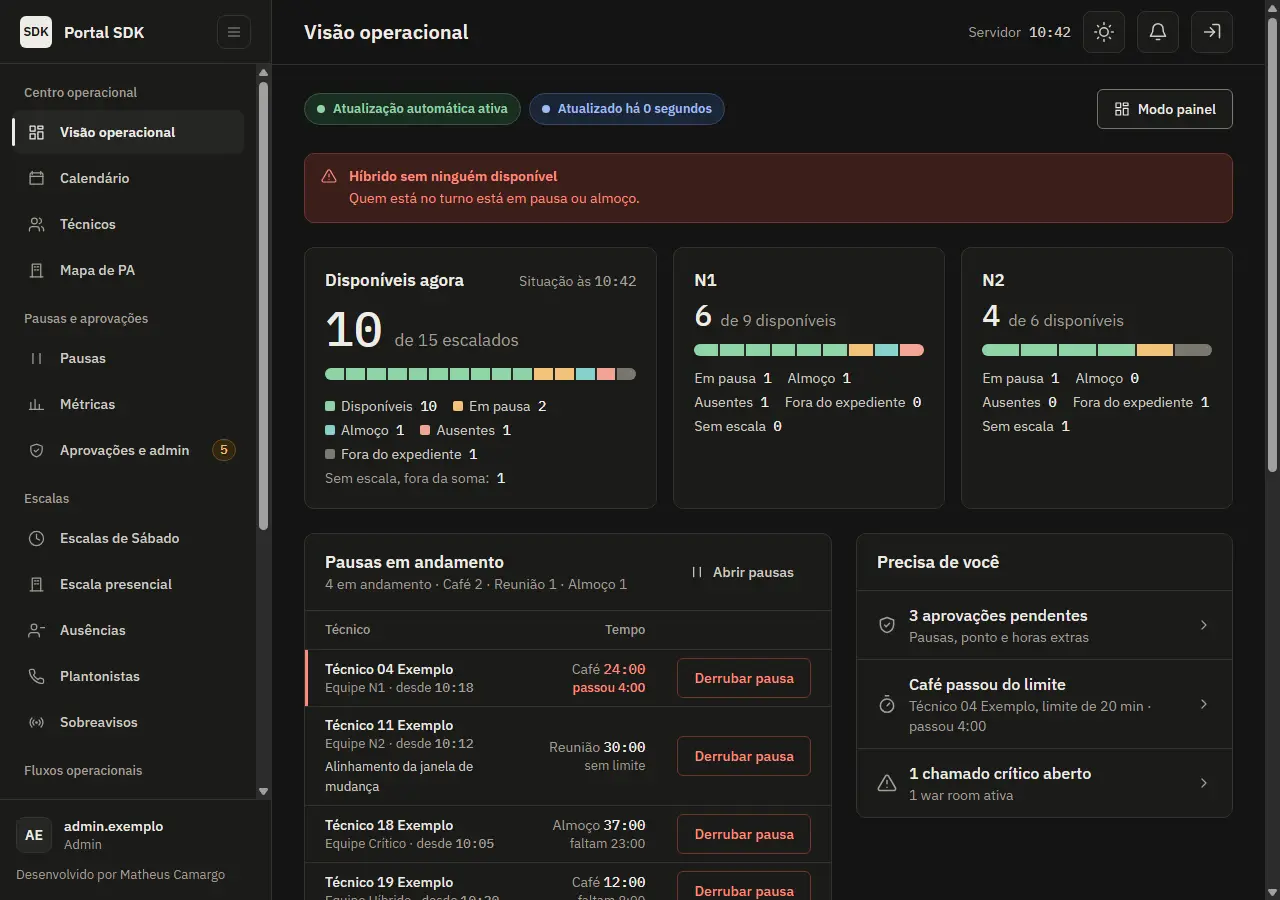 SDK Portal SDK
Centro operacional
Visão operacional
Calendário
Técnicos
Mapa de PA
Pausas e aprovações
Pausas
Métricas
Aprovações e admin 5
Escalas
Escalas de Sábado
Escala presencial
Ausências
Plantonistas
Sobreavisos
Fluxos operacionais
AE admin.exemplo
Admin
Desenvolvido por Matheus Camargo
Visão operacional
Servidor 10:42
Atualização automática ativa
Atualizado há 0 segundos
Modo painel
Híbrido sem ninguém disponível
Quem está no turno está em pausa ou almoço.
Disponíveis agora Situação às 10:42
10 de 15 escalados
Disponíveis 10 Em pausa 2
Almoço 1 Ausentes 1
Fora do expediente 1
Sem escala, fora da soma: 1
N1
6 de 9 disponíveis
Em pausa 1 Almoço 1
Ausentes 1 Fora do expediente 0
Sem escala 0
N2
4 de 6 disponíveis
Em pausa 1 Almoço 0
Ausentes 0 Fora do expediente 1
Sem escala 1
Pausas em andamento
4 em andamento · Café 2 · Reunião 1 · Almoço 1
Abrir pausas
Técnico Tempo
Técnico 04 Exemplo Café 24:00
Equipe N1 · desde 10:18 passou 4:00
Derrubar pausa
Técnico 11 Exemplo
Equipe N2 · desde 10:12
Alinhamento da janela de
mudança
Reunião 30:00
sem limite
Derrubar pausa
Técnico 18 Exemplo Almoço 37:00
Equipe Crítico · desde 10:05 faltam 23:00
Derrubar pausa
Técnico 19 Exemplo Café 12:00
Equipe Híbrido · desde 10:30 faltam 8:00
Derrubar pausa
Precisa de você
3 aprovações pendentes
Pausas, ponto e horas extras
Café passou do limite
Técnico 04 Exemplo, limite de 20 min ·
passou 4:00
1 chamado crítico aberto
1 war room ativa